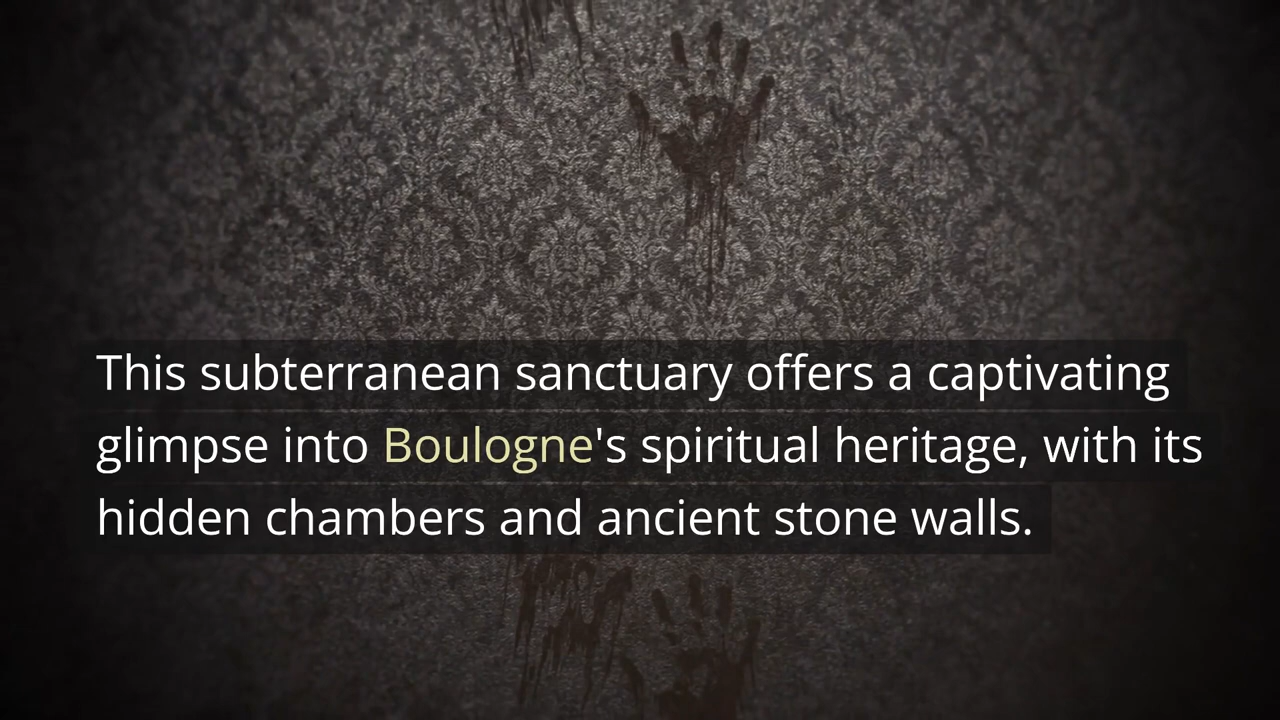 This subterranean sanctuary offers a captivating
glimpse into Boulogne's spiritual heritage, with its
hidden chambers and ancient stone walls.